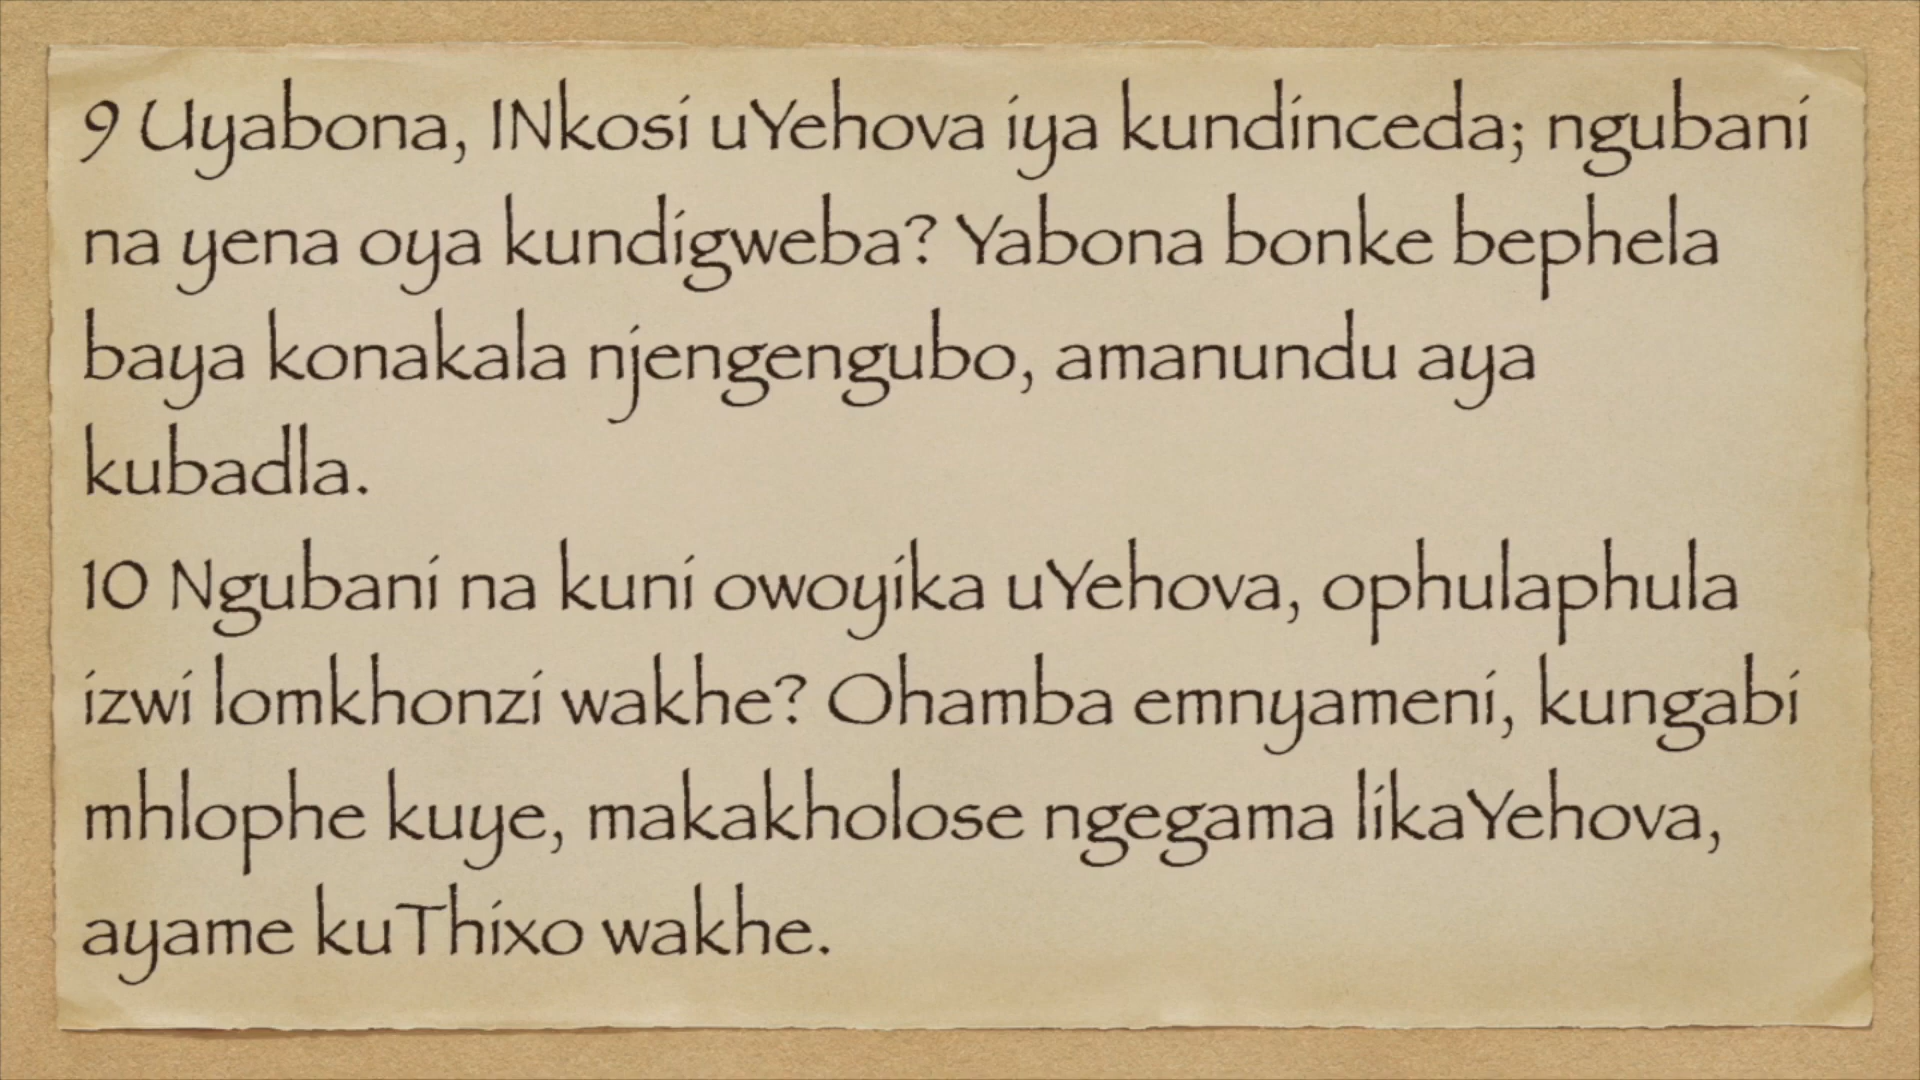 9 Uyabona, INkosi uYehova iya kundinceda; ngubani
na yena oya kundigweba? Yabona bonke bephela
baya konakala njengengubo, amanundu aya
kubadla.
10 Ngubani na kuni owoyika uYehova, ophulaphula
izwi lomkhonzi wakhe? Ohamba emnyameni, kungabi
mhlophe kuye, makakholose ngegama likaYehova,
ayame kuThixo wakhe.